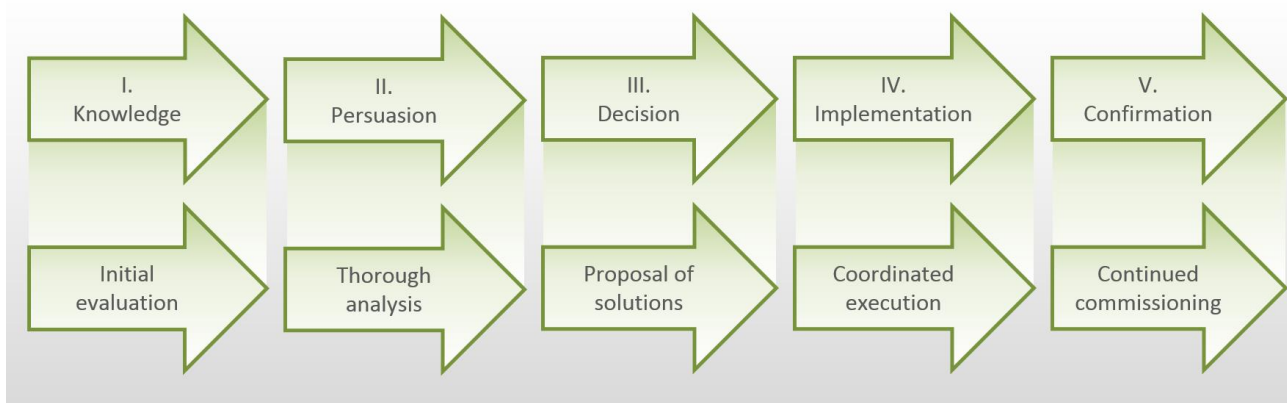 I.
Knowledge
II.
Persuasion
III.
Decision
IV.
Implementation
V.
Confirmation
Initial
evaluation
Thorough
analysis
Proposal of
solutions
Coordinated
execution
Continued
commissioning